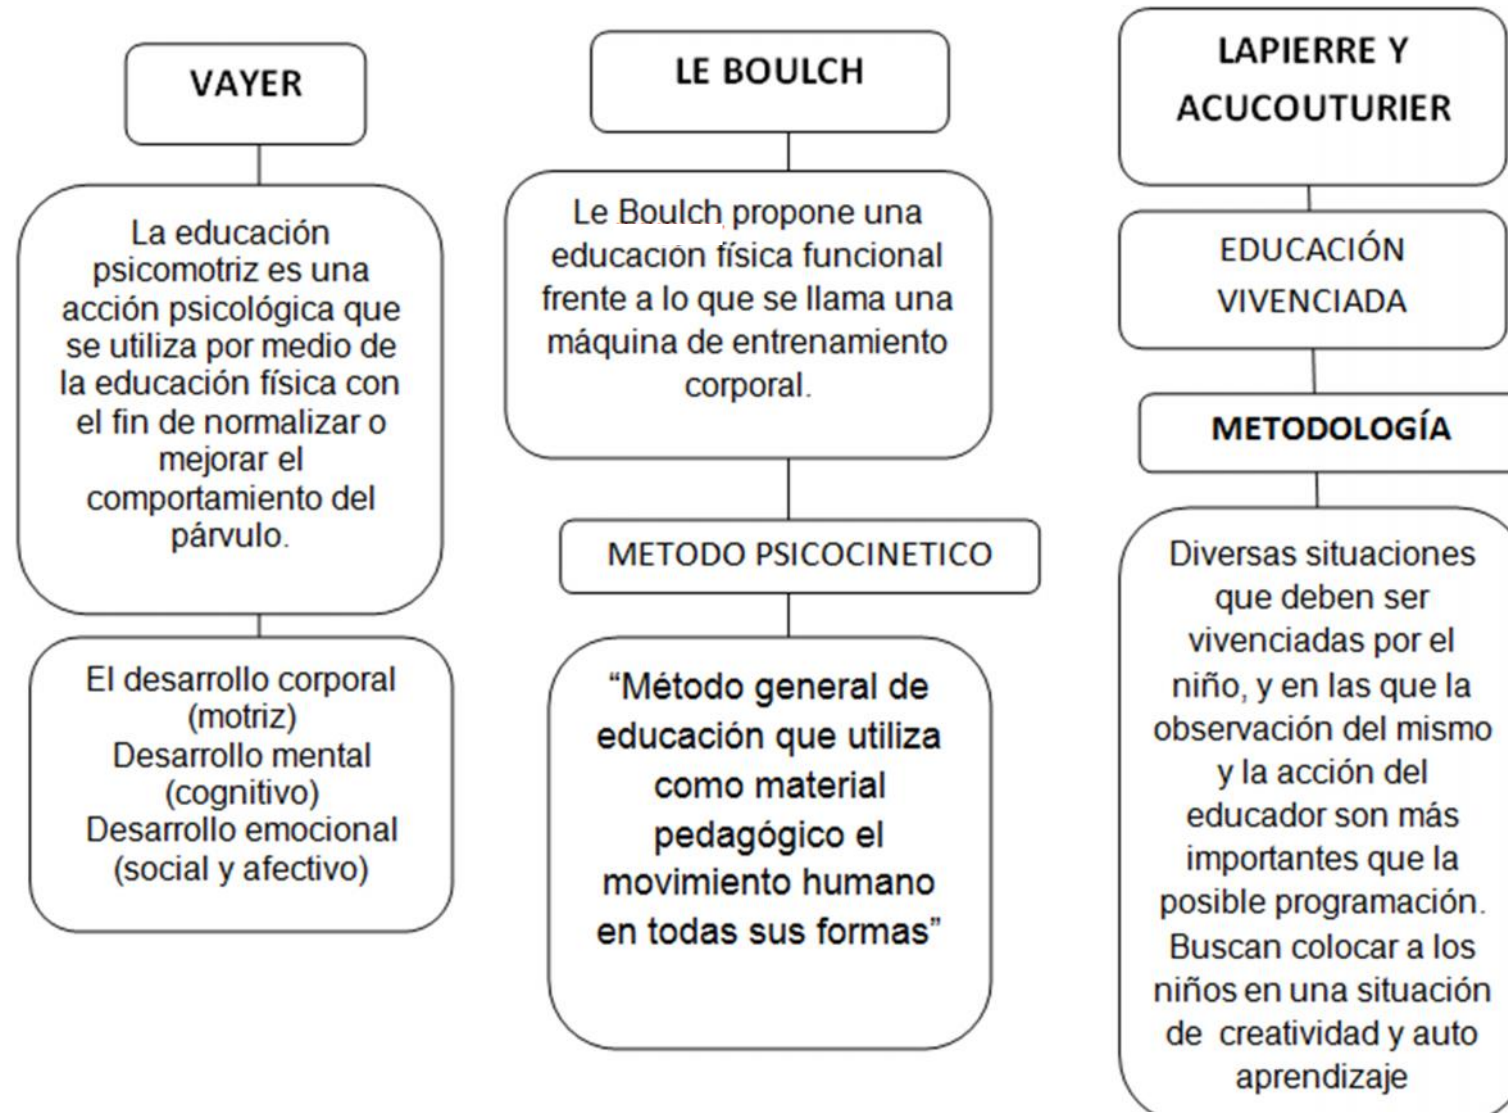 VAYER
La educación
psicomotriz es una
acción psicológica que
se utiliza por medio de
la educación física con
el fin de normalizar o
mejorar el
comportamiento del
párvulo.
El desarrollo corporal
(motriz)
Desarrollo mental
(cognitivo)
Desarrollo emocional
(social y afectivo)
LE BOULCH
Le Boulch propone una
educación física funcional
frente a lo que se llama una
máquina de entrenamiento
corporal.
METODO PSICOCINETICO
“Método general de
educación que utiliza
como material
pedagógico el
movimiento humano
en todas sus formas”
LAPIERRE Y
ACUCOUTURIER
EDUCACIÓN
VIVENCIADA
METODOLOGÍA
Diversas situaciones
que deben ser
vivenciadas por el
niño, y en las que la
observación del mismo
y la acción del
educador son más
importantes que la
posible programación.
Buscan colocar a los
niños en una situación
de creatividad y auto
aprendizaje